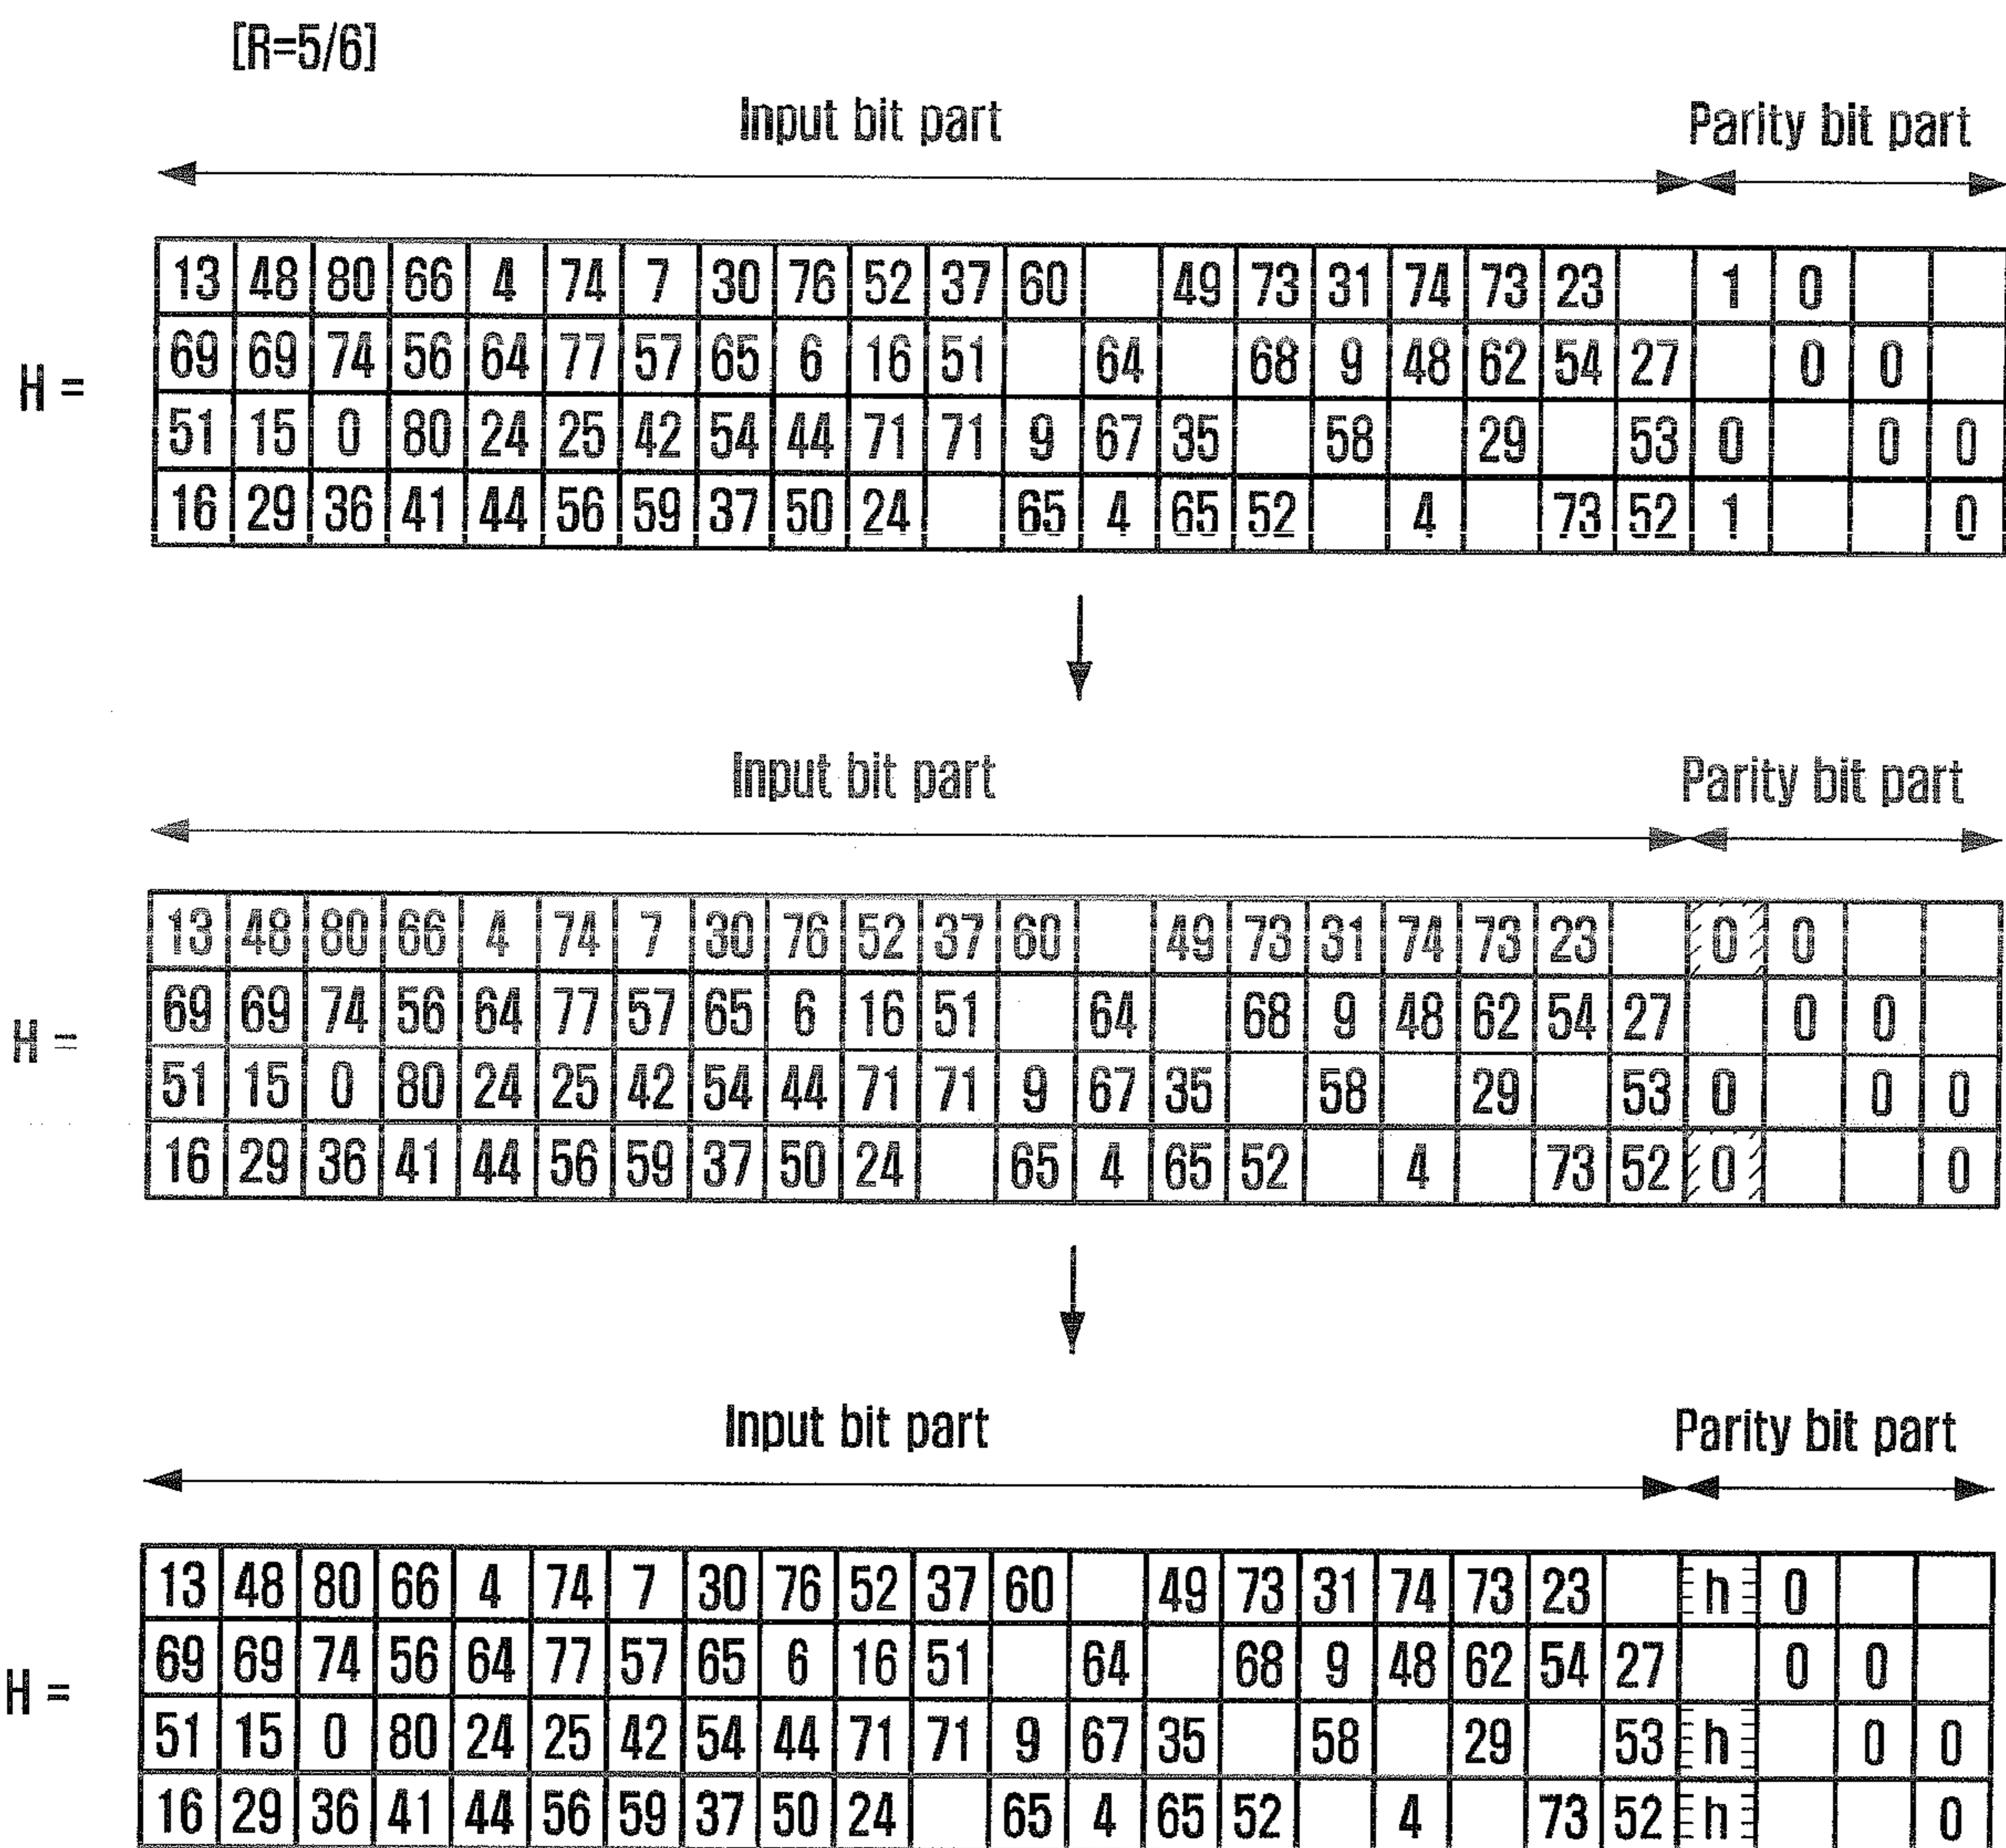 [R=5/6]
Input bit part Parity bit part
13 48 80 66 4 74 7 30 76 52 37 60 49 73 31 74 73 23 1 0
69 69 74 56 64 77 57 65 6 16 51 64 68 9 48 62 54 27 0 0
H =
51 15 0 80 24 25 42 54 44 71 71 9 67 35 58 29 53 0 0 0
16 29 36 41 44 56 59 37 50 24 65 4 65 52 4 73 52 1 0
Input bit part Parity bit part
13 48 80 66 4 74 7 30 76 52 37 60 49 73 31 74 73 23 0 0
69 69 74 56 64 77 57 65 6 16 51 64 68 9 48 62 54 27 0 0
H =
51 15 0 80 24 25 42 54 44 71 71 9 67 35 58 29 53 0 0 0
16 29 36 41 44 56 59 37 50 24 65 4 65 52 4 73 52 0 0
Input bit part Parity bit part
13 48 80 66 4 74 7 30 76 52 37 60 49 73 31 74 73 23 h 0
69 69 74 56 64 77 57 65 6 16 51 64 68 9 48 62 54 27 0 0
H =
51 15 0 80 24 25 42 54 44 71 71 9 67 35 58 29 53 h 0 0
16 29 36 41 44 56 59 37 50 24 65 4 65 52 4 73 52 h 0